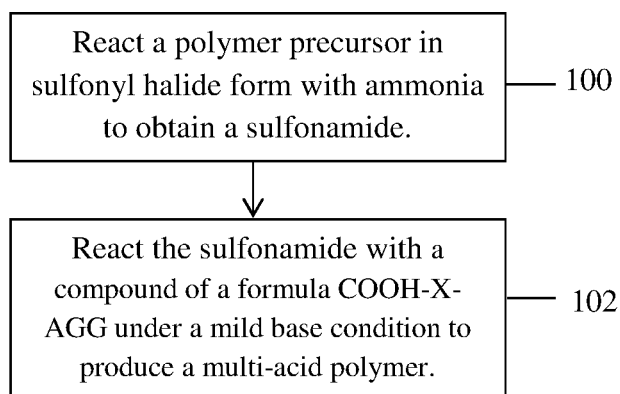 React a polymer precursor in
sulfonyl halide form with ammonia
to obtain a sulfonamide.
100
React the sulfonamide with a
compound of a formula COOH-X-
AGG under a mild base condition to
produce a multi-acid polymer.
102